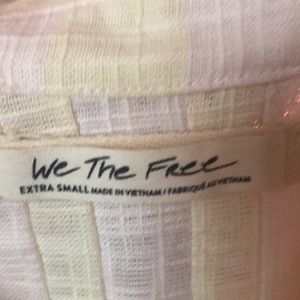 We The Free
EXTRA SMALL MADE IN VIETNAM / FABRIQUÉ AU VIETNAM